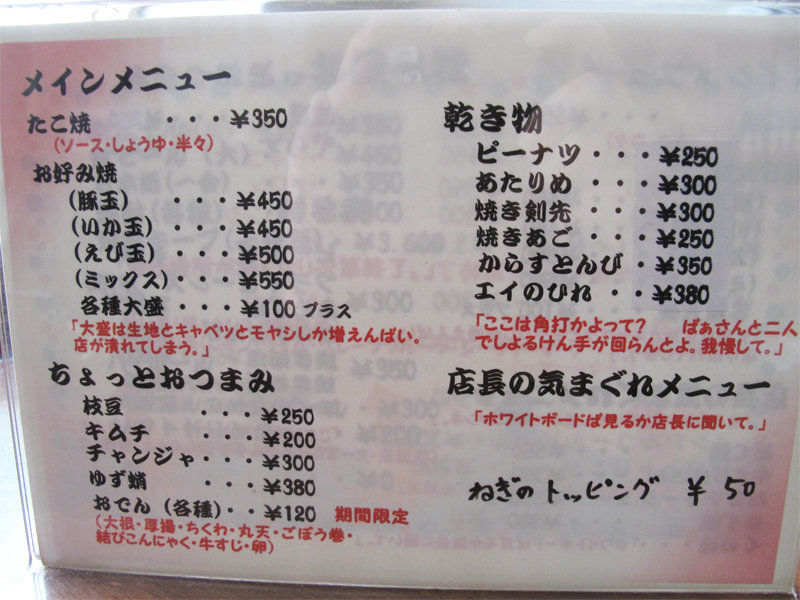 メインメニュー
たこ焼 ・・・¥350
(ソース・しょうゆ・半々)
お好み焼
(豚玉) ・・・¥450
(いか玉) ・・・¥450
(えび玉) ・・・¥500
(ミックス)・・・¥550
各種大盛 ・・・¥100 プラス
「大盛は生地とキャベツとモヤシしか増えんばい。
店が潰れてしまう。」
ちょっとおつまみ
枝豆 ・・・¥250
キムチ ・・・¥200
チャンジャ・・・¥300
ゆず蛸 ・・・¥380
おでん(各種)・・¥120 期間限定
(大根・厚揚・ちくわ・丸天・ごぼう巻・
結びこんにゃく・牛すじ・卵)
乾き物
ピーナツ・・・¥250
あたりめ・・・¥300
焼き剣先・・・¥300
焼きあご・・・¥250
からすとんび・¥350
エイのひれ・・¥380
「ここは角打かよって? ばぁさんと二人
でしよるけん手が回らんとよ。我慢して。」
店長の気まぐれメニュー
「ホワイトボードば見るか店長に聞いて。」
ねぎのトッピング ¥50